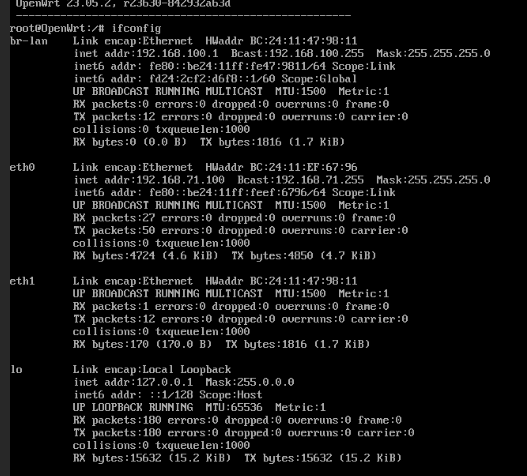 OpenWrt 23.05.2, r23630-842932a63d
-----------------------------------------------------
root@OpenWrt:/# ifconfig
br-lan    Link encap:Ethernet  HWaddr BC:24:11:47:98:11
          inet addr:192.168.100.1  Bcast:192.168.100.255  Mask:255.255.255.0
          inet6 addr: fe80::be24:11ff:fe47:9811/64 Scope:Link
          inet6 addr: fd24:2cf2:d6f8::1/60 Scope:Global
          UP BROADCAST RUNNING MULTICAST  MTU:1500  Metric:1
          RX packets:0 errors:0 dropped:0 overruns:0 frame:0
          TX packets:12 errors:0 dropped:0 overruns:0 carrier:0
          collisions:0 txqueuelen:1000
          RX bytes:0 (0.0 B)  TX bytes:1816 (1.7 KiB)
eth0      Link encap:Ethernet  HWaddr BC:24:11:EF:67:96
          inet addr:192.168.71.100  Bcast:192.168.71.255  Mask:255.255.255.0
          inet6 addr: fe80::be24:11ff:feef:6796/64 Scope:Link
          UP BROADCAST RUNNING MULTICAST  MTU:1500  Metric:1
          RX packets:27 errors:0 dropped:0 overruns:0 frame:0
          TX packets:50 errors:0 dropped:0 overruns:0 carrier:0
          collisions:0 txqueuelen:1000
          RX bytes:4724 (4.6 KiB)  TX bytes:4850 (4.7 KiB)
eth1      Link encap:Ethernet  HWaddr BC:24:11:47:98:11
          UP BROADCAST RUNNING MULTICAST  MTU:1500  Metric:1
          RX packets:1 errors:0 dropped:0 overruns:0 frame:0
          TX packets:12 errors:0 dropped:0 overruns:0 carrier:0
          collisions:0 txqueuelen:1000
          RX bytes:170 (170.0 B)  TX bytes:1816 (1.7 KiB)
lo        Link encap:Local Loopback
          inet addr:127.0.0.1  Mask:255.0.0.0
          inet6 addr: ::1/128 Scope:Host
          UP LOOPBACK RUNNING  MTU:65536  Metric:1
          RX packets:180 errors:0 dropped:0 overruns:0 frame:0
          TX packets:180 errors:0 dropped:0 overruns:0 carrier:0
          collisions:0 txqueuelen:1000
          RX bytes:15632 (15.2 KiB)  TX bytes:15632 (15.2 KiB)